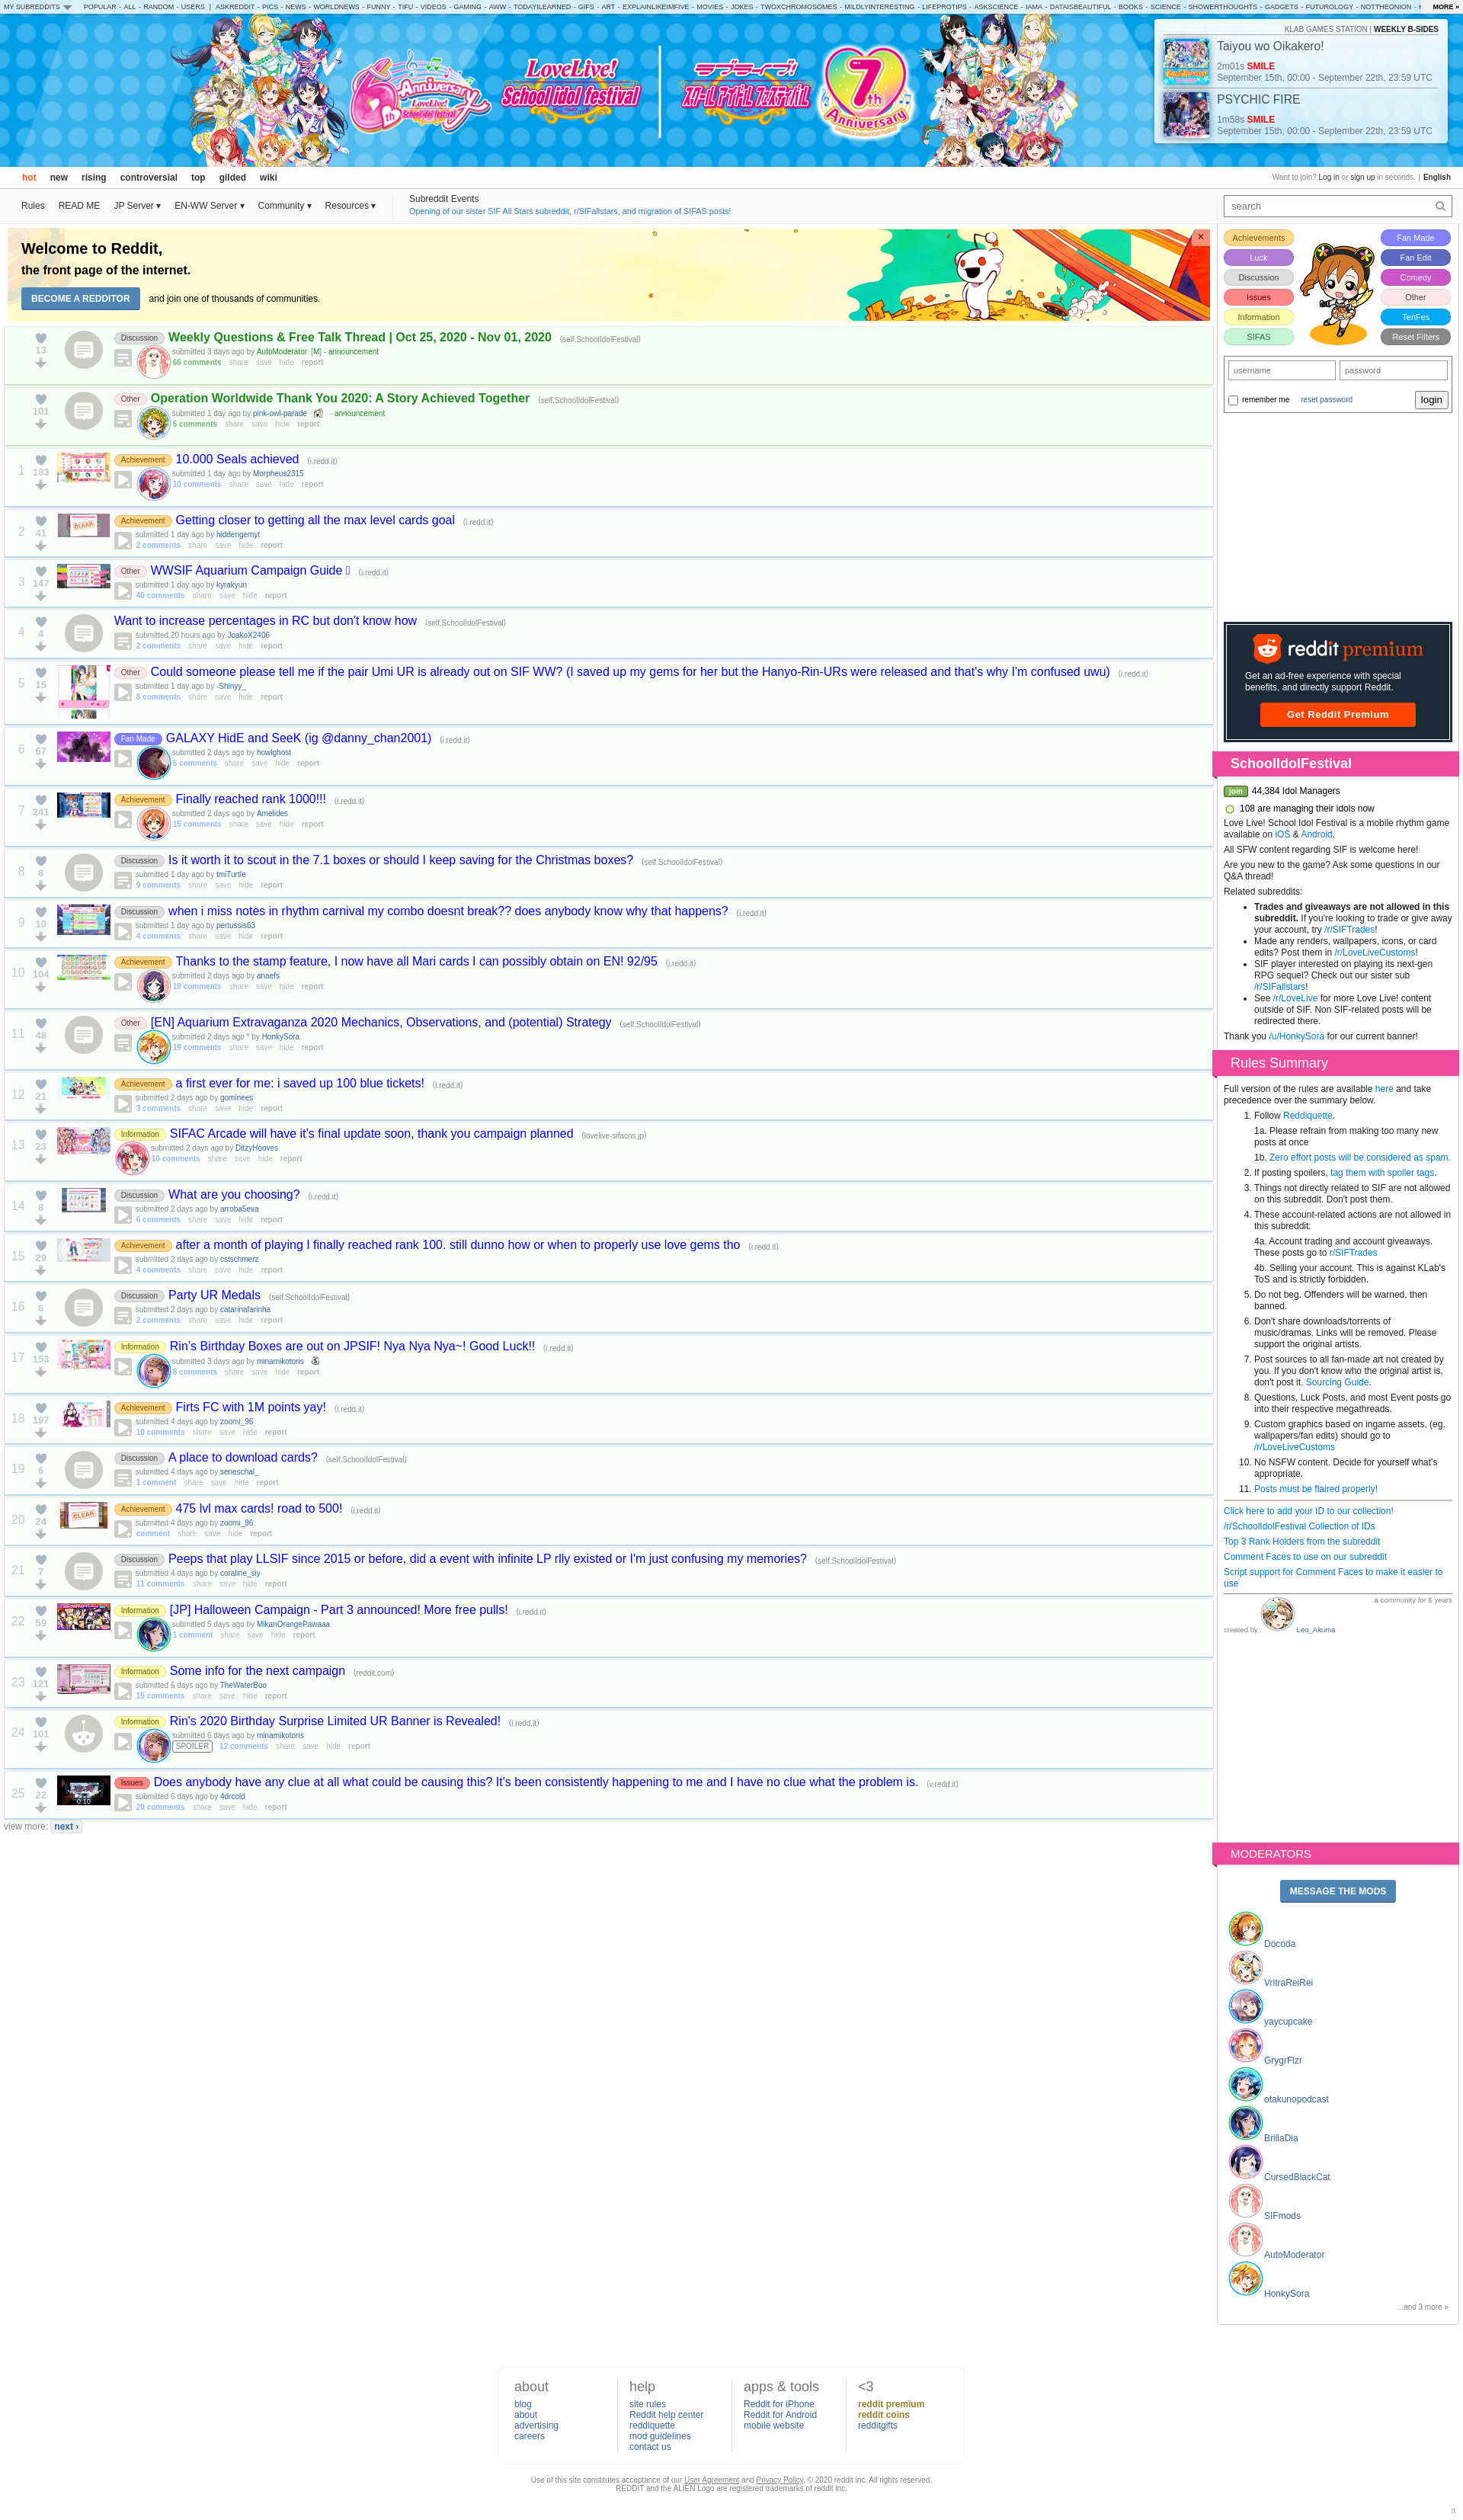 MY SUBREDDITS POPULAR - ALL - RANDOM - USERS | ASKREDDIT - PICS - NEWS - WORLDNEWS - FUNNY - TIFU - VIDEOS - GAMING - AWW - TODAYILEARNED - GIFS - ART - EXPLAINLIKEIMFIVE - MOVIES - JOKES - TWOXCHROMOSOMES - MILDLYINTERESTING - LIFEPROTIPS - ASKSCIENCE - IAMA - DATAISBEAUTIFUL - BOOKS - SCIENCE - SHOWERTHOUGHTS - GADGETS - FUTUROLOGY - NOTTHEONION MORE »
6th Anniversary LoveLive! School idol festival
LoveLive! School idol festival
ラブライブ! スクールアイドルフェスティバル
7th Anniversary
KLAB GAMES STATION | WEEKLY B-SIDES
Taiyou wo Oikakero!
2m01s SMILE
September 15th, 00:00 - September 22th, 23:59 UTC
PSYCHIC FIRE
1m58s SMILE
September 15th, 00:00 - September 22th, 23:59 UTC
hot new rising controversial top gilded wiki
Want to join? Log in or sign up in seconds. | English
Rules READ ME JP Server ▾ EN-WW Server ▾ Community ▾ Resources ▾
Subreddit Events
Opening of our sister SIF All Stars subreddit, r/SIFallstars, and migration of SIFAS posts!
search
Welcome to Reddit,
the front page of the internet.
BECOME A REDDITOR and join one of thousands of communities.
×
13
Discussion Weekly Questions & Free Talk Thread | Oct 25, 2020 - Nov 01, 2020 (self.SchoolIdolFestival)
submitted 3 days ago by AutoModerator [M] - announcement
66 comments share save hide report
101
Other Operation Worldwide Thank You 2020: A Story Achieved Together (self.SchoolIdolFestival)
submitted 1 day ago by pink-owl-parade - announcement
5 comments share save hide report
1 183
Achievement 10.000 Seals achieved (i.redd.it)
submitted 1 day ago by Morpheus2315
10 comments share save hide report
2 41
Achievement Getting closer to getting all the max level cards goal (i.redd.it)
submitted 1 day ago by hiddengemyt
2 comments share save hide report
3 147
Other WWSIF Aquarium Campaign Guide (i.redd.it)
submitted 1 day ago by kyrakyun
40 comments share save hide report
4 4
Want to increase percentages in RC but don't know how (self.SchoolIdolFestival)
submitted 20 hours ago by JoakoX2406
2 comments share save hide report
5 15
Other Could someone please tell me if the pair Umi UR is already out on SIF WW? (I saved up my gems for her but the Hanyo-Rin-URs were released and that's why I'm confused uwu) (i.redd.it)
submitted 1 day ago by -Shinyy_
8 comments share save hide report
6 67
Fan Made GALAXY HidE and SeeK (ig @danny_chan2001) (i.redd.it)
submitted 2 days ago by howlghost
5 comments share save hide report
7 241
Achievement Finally reached rank 1000!!! (i.redd.it)
submitted 2 days ago by Amelides
15 comments share save hide report
8 8
Discussion Is it worth it to scout in the 7.1 boxes or should I keep saving for the Christmas boxes? (self.SchoolIdolFestival)
submitted 1 day ago by tmiTurtle
9 comments share save hide report
9 10
Discussion when i miss notes in rhythm carnival my combo doesnt break?? does anybody know why that happens? (i.redd.it)
submitted 1 day ago by pertussis63
4 comments share save hide report
10 104
Achievement Thanks to the stamp feature, I now have all Mari cards I can possibly obtain on EN! 92/95 (i.redd.it)
submitted 2 days ago by anaefs
18 comments share save hide report
11 48
Other [EN] Aquarium Extravaganza 2020 Mechanics, Observations, and (potential) Strategy (self.SchoolIdolFestival)
submitted 2 days ago * by HonkySora
19 comments share save hide report
12 21
Achievement a first ever for me: i saved up 100 blue tickets! (i.redd.it)
submitted 2 days ago by gominees
3 comments share save hide report
13 23
Information SIFAC Arcade will have it's final update soon, thank you campaign planned (lovelive-sifacns.jp)
submitted 2 days ago by DitzyHooves
10 comments share save hide report
14 8
Discussion What are you choosing? (i.redd.it)
submitted 2 days ago by arroba5eva
6 comments share save hide report
15 29
Achievement after a month of playing I finally reached rank 100. still dunno how or when to properly use love gems tho (i.redd.it)
submitted 2 days ago by cstschmerz
4 comments share save hide report
16 6
Discussion Party UR Medals (self.SchoolIdolFestival)
submitted 2 days ago by catarinafarinha
2 comments share save hide report
17 153
Information Rin's Birthday Boxes are out on JPSIF! Nya Nya Nya~! Good Luck!! (i.redd.it)
submitted 3 days ago by minamikotoris
8 comments share save hide report
18 197
Achievement Firts FC with 1M points yay! (i.redd.it)
submitted 4 days ago by zoomi_96
10 comments share save hide report
19 6
Discussion A place to download cards? (self.SchoolIdolFestival)
submitted 4 days ago by seneschal_
1 comment share save hide report
20 24
Achievement 475 lvl max cards! road to 500! (i.redd.it)
submitted 4 days ago by zoomi_96
comment share save hide report
21 7
Discussion Peeps that play LLSIF since 2015 or before, did a event with infinite LP rlly existed or I'm just confusing my memories? (self.SchoolIdolFestival)
submitted 4 days ago by coraline_siy
11 comments share save hide report
22 59
Information [JP] Halloween Campaign - Part 3 announced! More free pulls! (i.redd.it)
submitted 5 days ago by MikanOrangePawaaa
1 comment share save hide report
23 121
Information Some info for the next campaign (reddit.com)
submitted 6 days ago by TheWaterBoo
15 comments share save hide report
24 101
Information Rin's 2020 Birthday Surprise Limited UR Banner is Revealed! (i.redd.it)
submitted 6 days ago by minamikotoris
SPOILER 12 comments share save hide report
25 22
0:10
Issues Does anybody have any clue at all what could be causing this? It's been consistently happening to me and I have no clue what the problem is. (v.redd.it)
submitted 6 days ago by 4drcold
20 comments share save hide report
view more: next ›
Achievements Fan Made
Luck Fan Edit
Discussion Comedy
Issues Other
Information TenFes
SIFAS Reset Filters
username password
remember me reset password login
reddit premium
Get an ad-free experience with special
benefits, and directly support Reddit.
Get Reddit Premium
SchoolIdolFestival
join 44,384 Idol Managers
108 are managing their idols now
Love Live! School Idol Festival is a mobile rhythm game
available on iOS & Android.
All SFW content regarding SIF is welcome here!
Are you new to the game? Ask some questions in our
Q&A thread!
Related subreddits:
Trades and giveaways are not allowed in this
subreddit. If you're looking to trade or give away
your account, try /r/SIFTrades!
Made any renders, wallpapers, icons, or card
edits? Post them in /r/LoveLiveCustoms!
SIF player interested on playing its next-gen
RPG sequel? Check out our sister sub
/r/SIFallstars!
See /r/LoveLive for more Love Live! content
outside of SIF. Non SIF-related posts will be
redirected there.
Thank you /u/HonkySora for our current banner!
Rules Summary
Full version of the rules are available here and take
precedence over the summary below.
1. Follow Reddiquette.
1a. Please refrain from making too many new
posts at once
1b. Zero effort posts will be considered as spam.
2. If posting spoilers, tag them with spoiler tags.
3. Things not directly related to SIF are not allowed
on this subreddit. Don't post them.
4. These account-related actions are not allowed in
this subreddit:
4a. Account trading and account giveaways.
These posts go to r/SIFTrades
4b. Selling your account. This is against KLab's
ToS and is strictly forbidden.
5. Do not beg. Offenders will be warned, then
banned.
6. Don't share downloads/torrents of
music/dramas. Links will be removed. Please
support the original artists.
7. Post sources to all fan-made art not created by
you. If you don't know who the original artist is,
don't post it. Sourcing Guide.
8. Questions, Luck Posts, and most Event posts go
into their respective megathreads.
9. Custom graphics based on ingame assets, (eg.
wallpapers/fan edits) should go to
/r/LoveLiveCustoms
10. No NSFW content. Decide for yourself what's
appropriate.
11. Posts must be flaired properly!
Click here to add your ID to our collection!
/r/SchoolIdolFestival Collection of IDs
Top 3 Rank Holders from the subreddit
Comment Faces to use on our subreddit
Script support for Comment Faces to make it easier to
use
a community for 6 years
created by Leo_Akuma
MODERATORS
MESSAGE THE MODS
Docoda
VritraReiRei
yaycupcake
GrygrFlzr
otakunopodcast
BrillaDia
CursedBlackCat
SIFmods
AutoModerator
HonkySora
...and 3 more »
about help apps & tools <3
blog site rules Reddit for iPhone reddit premium
about Reddit help center Reddit for Android reddit coins
advertising reddiquette mobile website redditgifts
careers mod guidelines
contact us
Use of this site constitutes acceptance of our User Agreement and Privacy Policy. © 2020 reddit inc. All rights reserved.
REDDIT and the ALIEN Logo are registered trademarks of reddit inc.
π